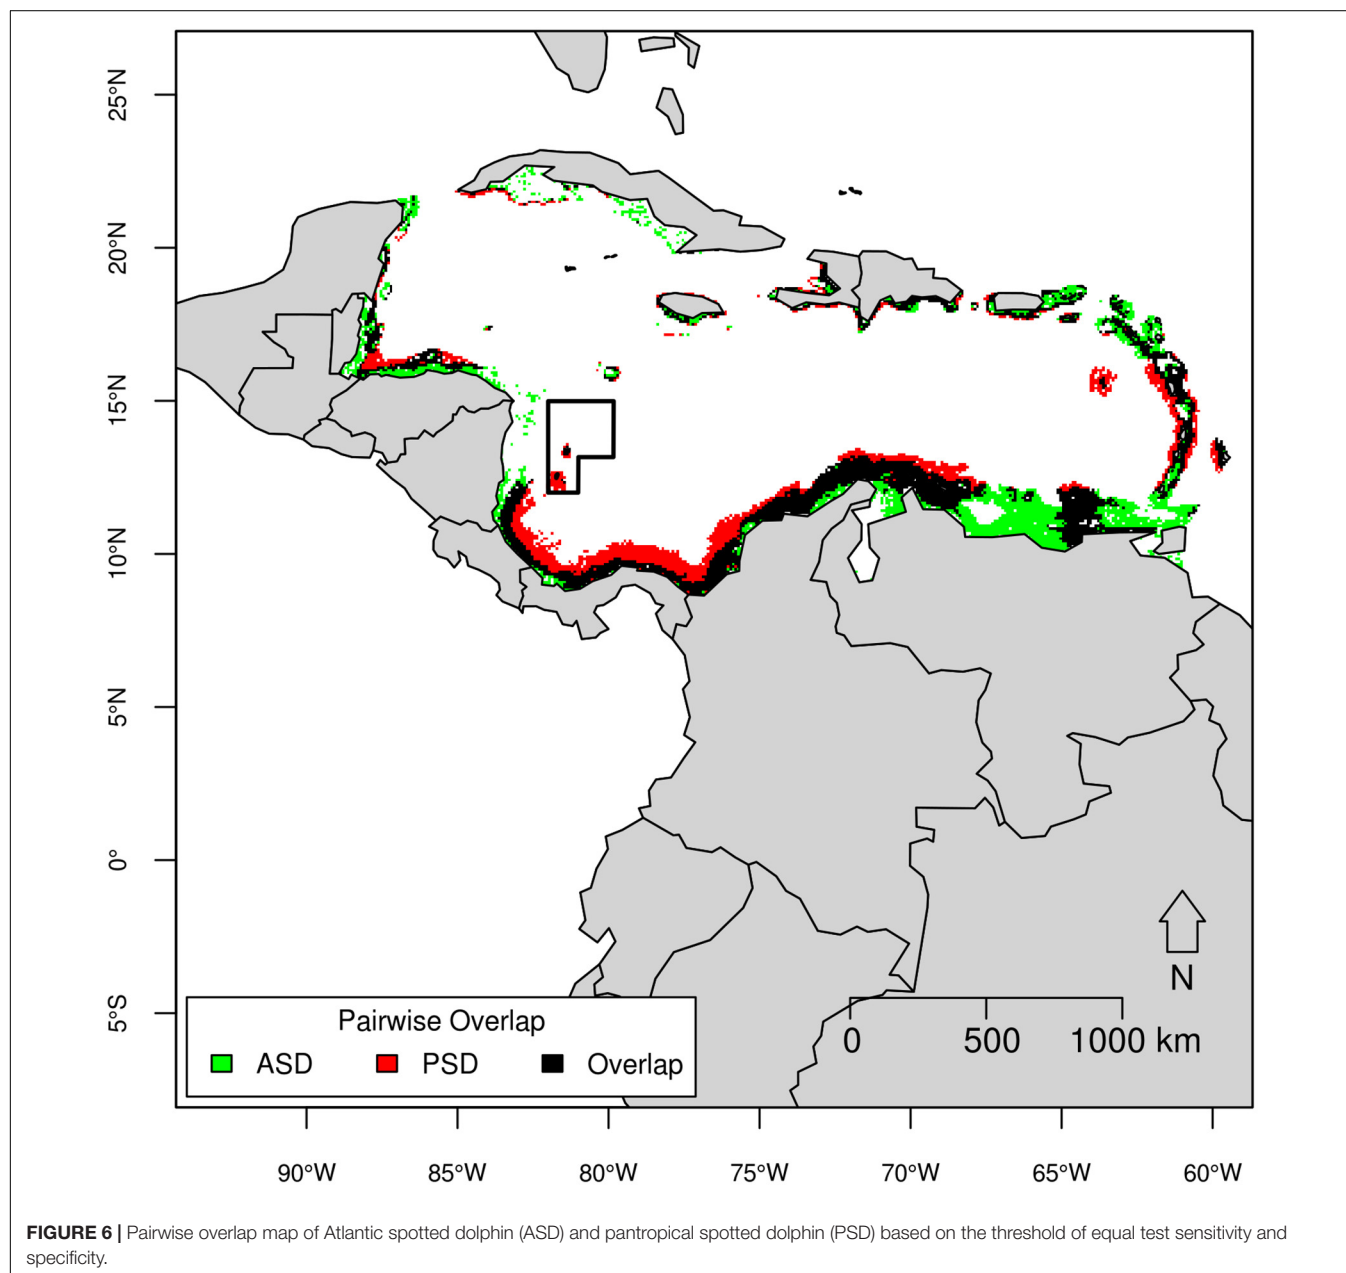 25°N
20°N
15°N
10°N
5°N
0°
5°S
N
0 500 1000 km
Pairwise Overlap
ASD PSD Overlap
90°W 85°W 80°W 75°W 70°W 65°W 60°W
FIGURE 6 | Pairwise overlap map of Atlantic spotted dolphin (ASD) and pantropical spotted dolphin (PSD) based on the threshold of equal test sensitivity and
specificity.